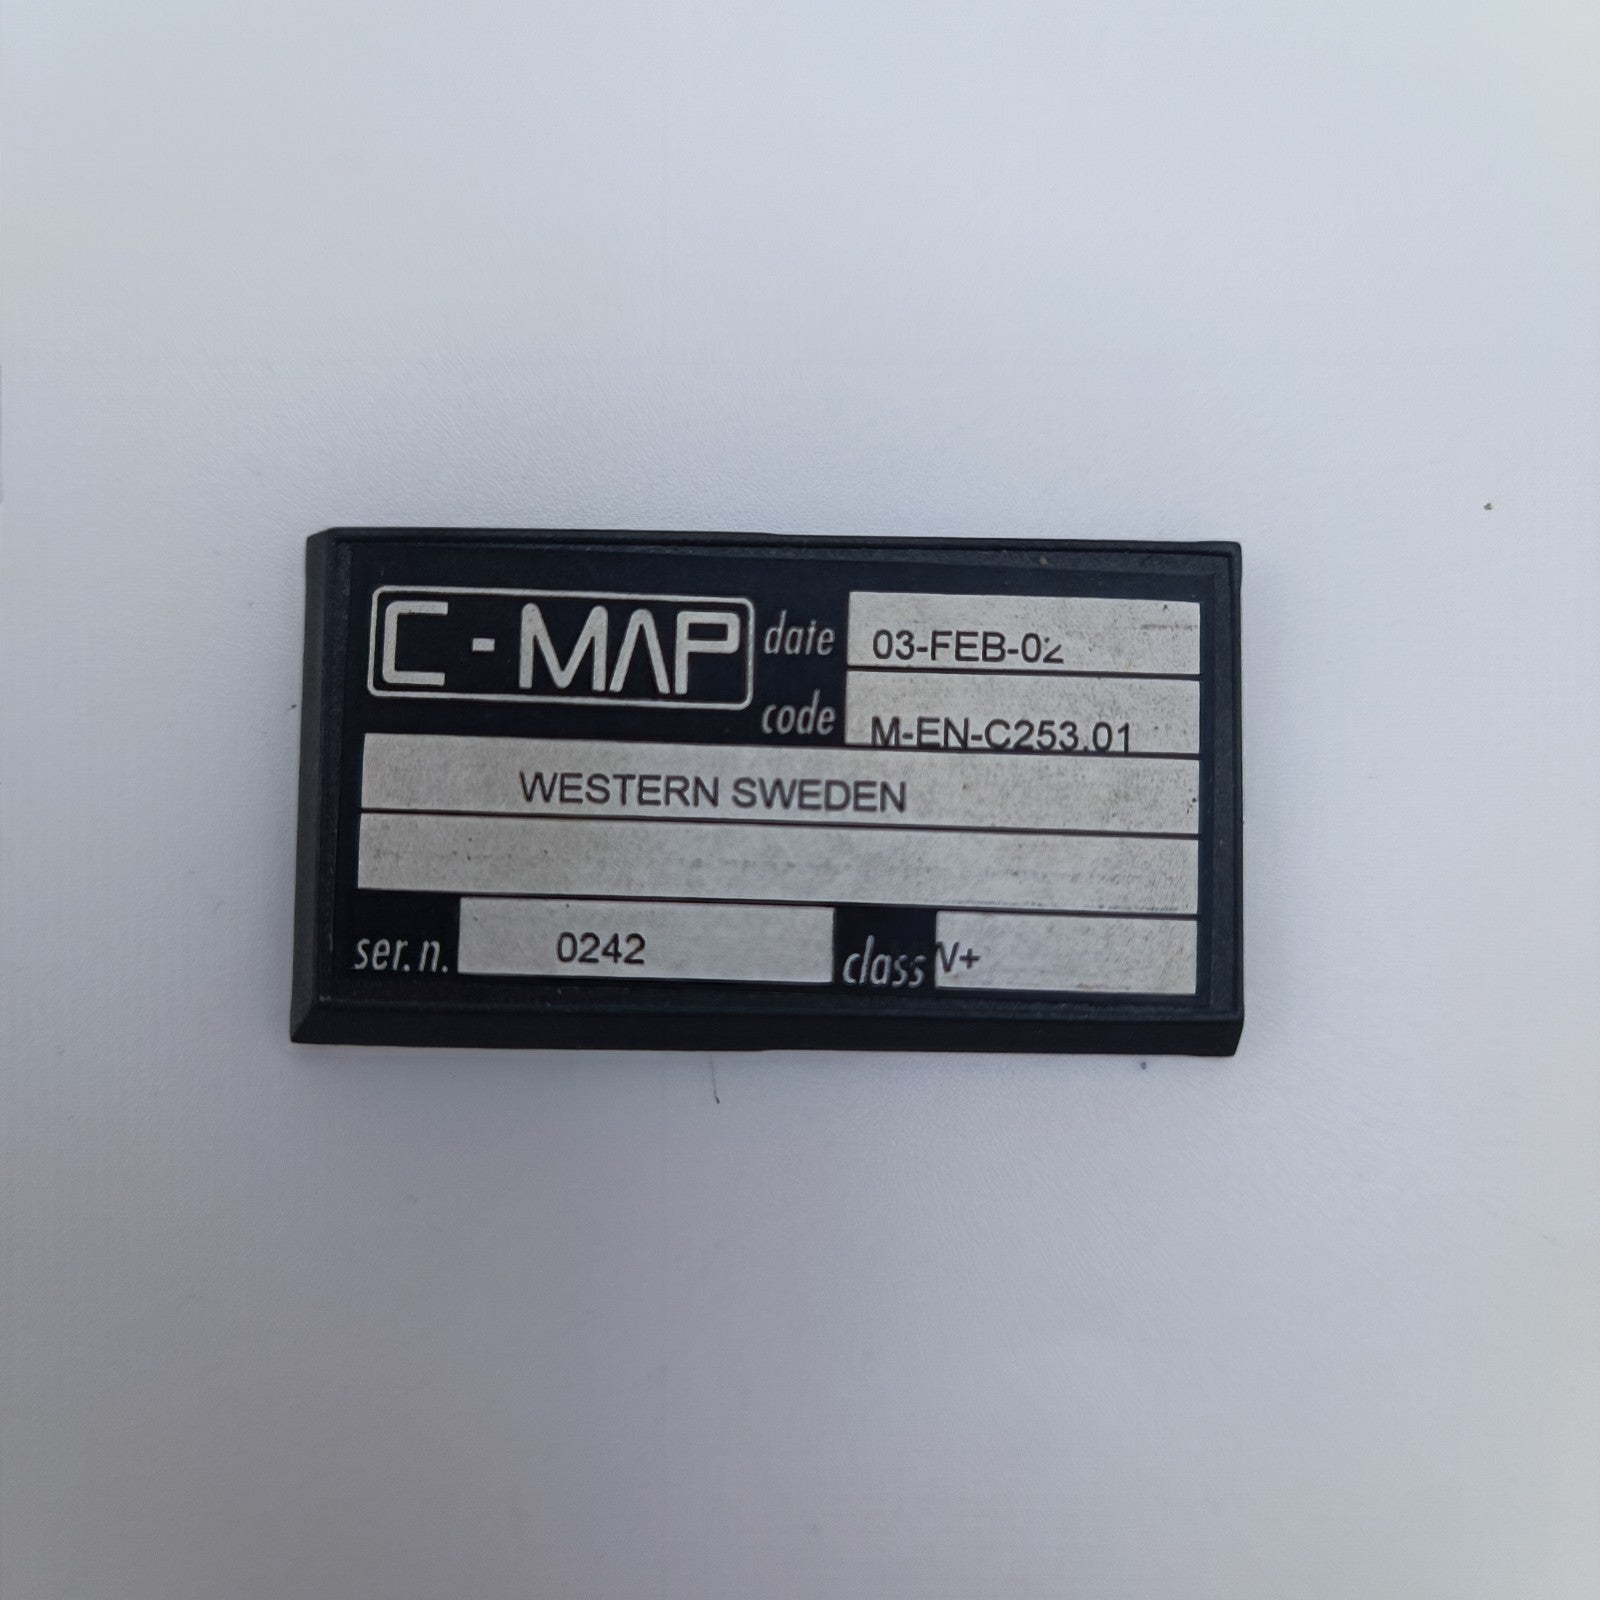 C-MAP
date 03-FEB-02
code M-EN-C253.01
WESTERN SWEDEN
ser. n. 0242 class V+